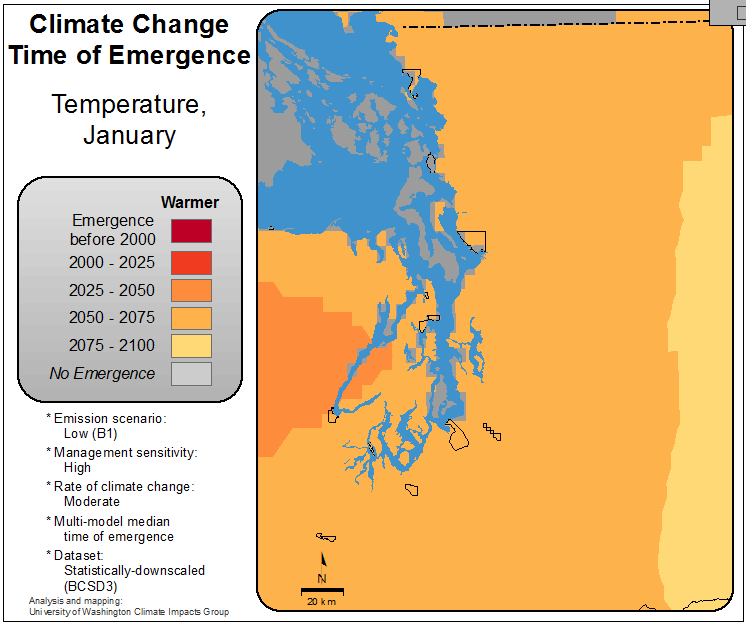 Climate Change
Time of Emergence
Temperature,
January
Warmer
Emergence
before 2000
2000 - 2025
2025 - 2050
2050 - 2075
2075 - 2100
No Emergence
* Emission scenario:
Low (B1)
* Management sensitivity:
High
* Rate of climate change:
Moderate
* Multi-model median
time of emergence
* Dataset:
Statistically-downscaled
(BCSD3)
Analysis and mapping:
University of Washington Climate Impacts Group
N
20 km